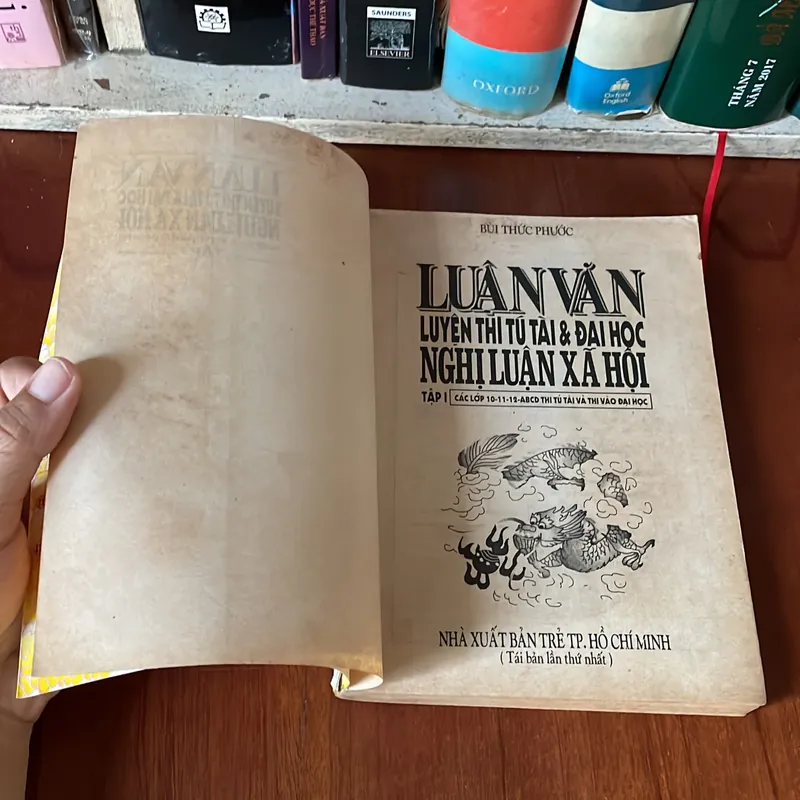 SAUNDERS
ELSEVIER
OXFORD
Oxford
English
THÁNG 7
NĂM 2017
BÙI THỨC PHƯỚC
LUẬN VĂN
LUYỆN THI TÚ TÀI & ĐẠI HỌC
NGHỊ LUẬN XÃ HỘI
TẬP I CÁC LỚP 10-11-12-ABCD THI TÚ TÀI VÀ THI VÀO ĐẠI HỌC
NHÀ XUẤT BẢN TRẺ TP. HỒ CHÍ MINH
( Tái bản lần thứ nhất )